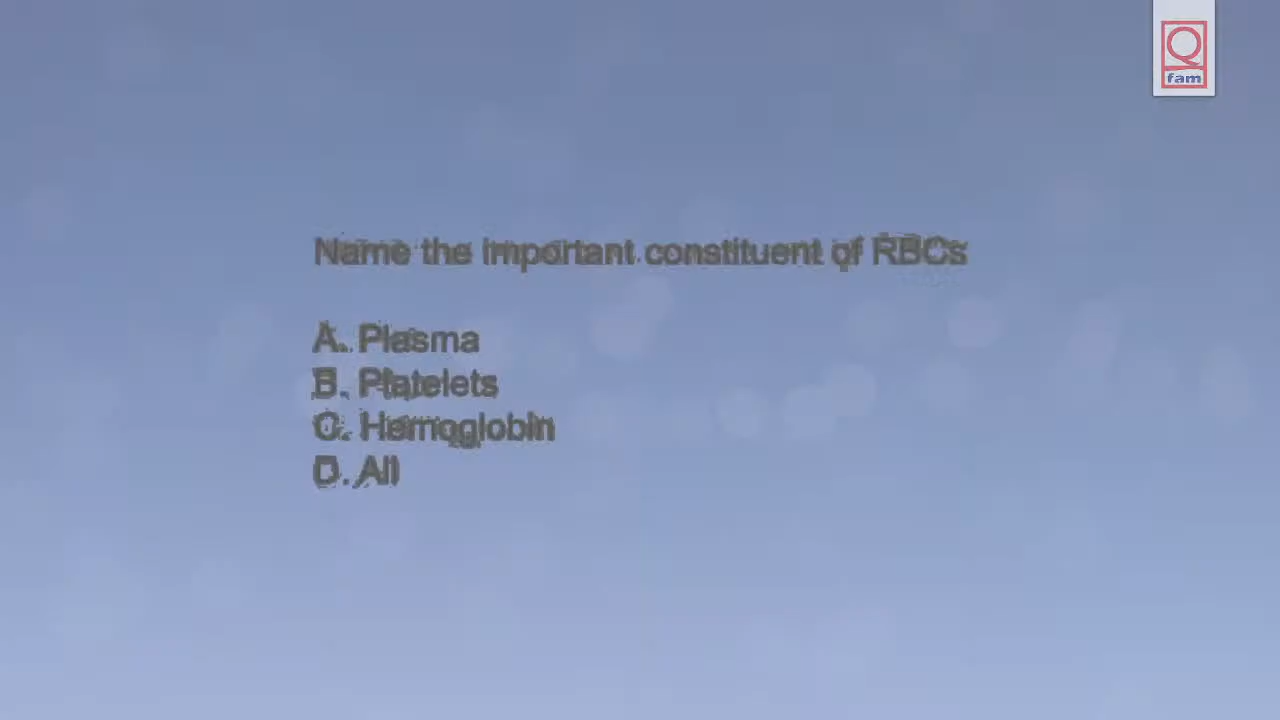 Q
fam
Name the important constituent of RBCs
A. Plasma
B. Platelets
C. Hemoglobin
D. All